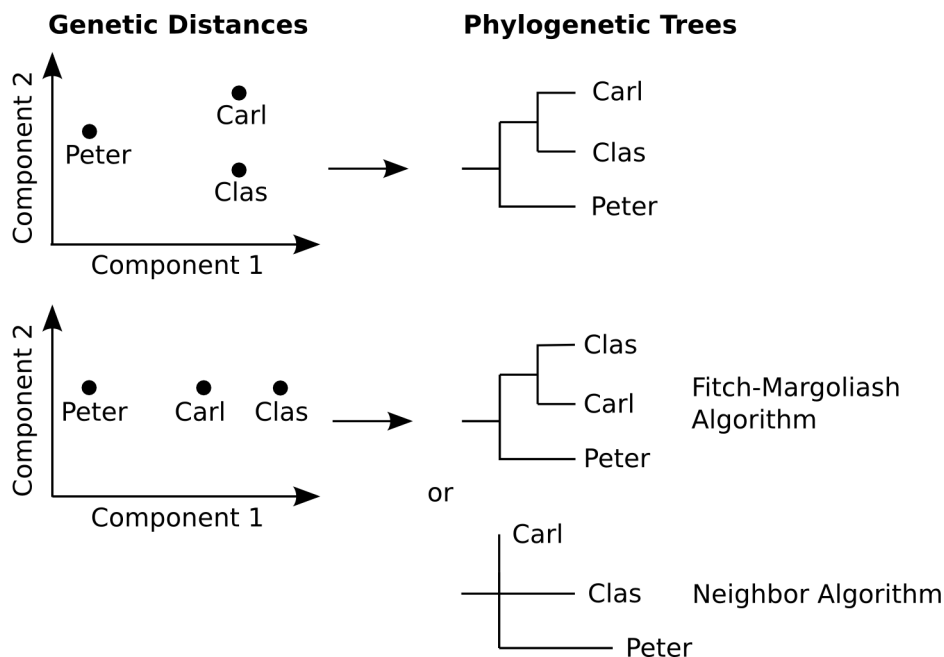 Genetic Distances
Phylogenetic Trees
Component 2
Peter
Carl
Clas
Component 1
Carl
Clas
Peter
Component 2
Peter
Carl
Clas
Component 1
Clas
Carl
Peter
Fitch-Margoliash
Algorithm
or
Carl
Clas
Peter
Neighbor Algorithm